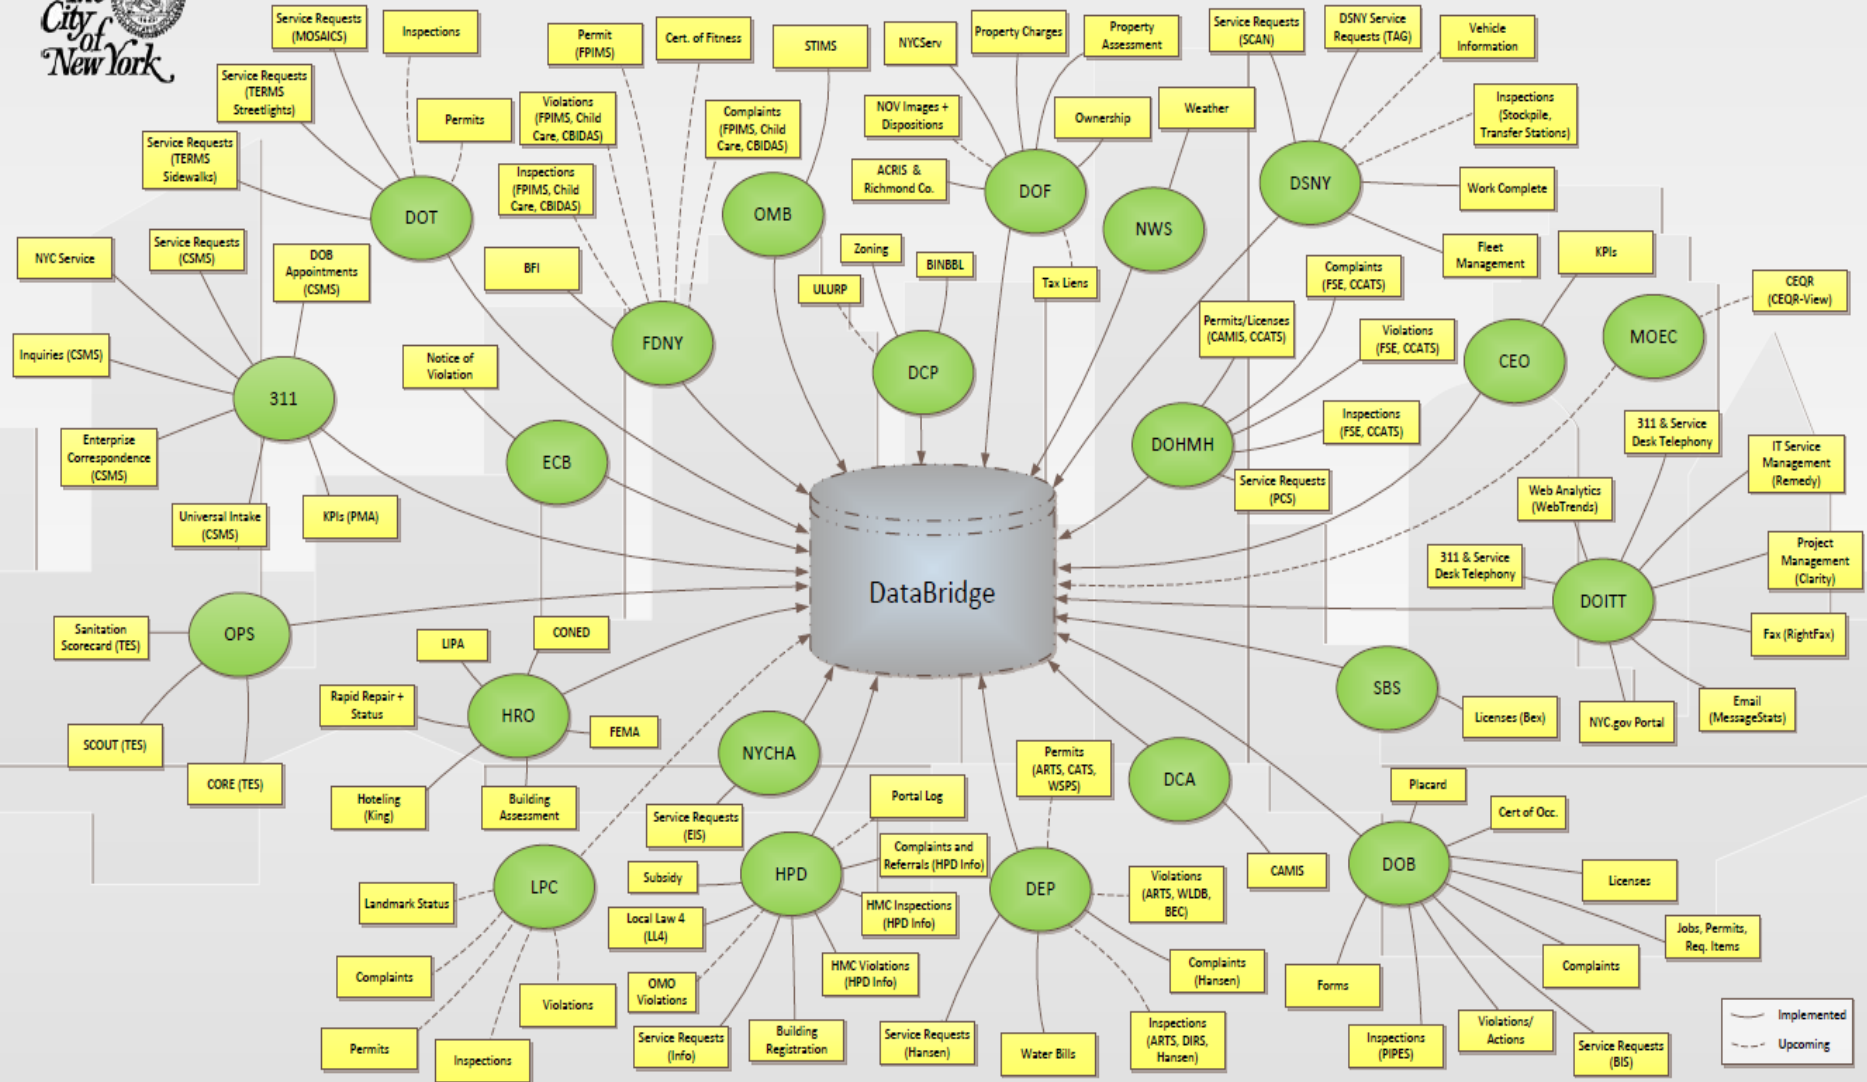 The
City
of
New York
Service Requests
(MOSAICS)
Inspections
Service Requests
(TERMS
Streetlights)
Permits
Service Requests
(TERMS
Sidewalks)
DOT
Permit
(FPIMS)
Cert. of Fitness
Violations
(FPIMS, Child
Care, CBIDAS)
Complaints
(FPIMS, Child
Care, CBIDAS)
Inspections
(FPIMS, Child
Care, CBIDAS)
BFI
FDNY
STIMS
OMB
NYCServ
Property Charges
Property
Assessment
NOV Images +
Dispositions
Ownership
ACRIS &
Richmond Co.
DOF
Tax Liens
Weather
NWS
Service Requests
(SCAN)
DSNY Service
Requests (TAG)
Vehicle
Information
Inspections
(Stockpile,
Transfer Stations)
Work Complete
Fleet
Management
DSNY
NYC Service
Service Requests
(CSMS)
DOB
Appointments
(CSMS)
Inquiries (CSMS)
311
Enterprise
Correspondence
(CSMS)
Universal Intake
(CSMS)
KPIs (PMA)
Notice of
Violation
ECB
Zoning
BINBBL
ULURP
DCP
Complaints
(FSE, CCATS)
Permits/Licenses
(CAMIS, CCATS)
Violations
(FSE, CCATS)
Inspections
(FSE, CCATS)
Service Requests
(PCS)
DOHMH
KPIs
CEO
CEQR
(CEQR-View)
MOEC
311 & Service
Desk Telephony
IT Service
Management
(Remedy)
Web Analytics
(WebTrends)
311 & Service
Desk Telephony
Project
Management
(Clarity)
DOITT
Fax (RightFax)
Email
(MessageStats)
NYC.gov Portal
DataBridge
Sanitation
Scorecard (TES)
OPS
SCOUT (TES)
CORE (TES)
LIPA
CONED
Rapid Repair +
Status
HRO
FEMA
Hoteling
(King)
Building
Assessment
SBS
Licenses (Bex)
NYCHA
Service Requests
(EIS)
DCA
CAMIS
Landmark Status
LPC
Complaints
Permits
Inspections
Violations
Portal Log
Complaints and
Referrals (HPD Info)
Subsidy
HPD
Local Law 4
(LL4)
HMC Inspections
(HPD Info)
OMO
Violations
HMC Violations
(HPD Info)
Service Requests
(Info)
Building
Registration
Permits
(ARTS, CATS,
WSPS)
DEP
Violations
(ARTS, WLDB,
BEC)
Complaints
(Hansen)
Service Requests
(Hansen)
Water Bills
Inspections
(ARTS, DIRS,
Hansen)
Placard
Cert of Occ.
DOB
Licenses
Jobs, Permits,
Req. Items
Complaints
Forms
Inspections
(PIPES)
Violations/
Actions
Service Requests
(BIS)
Implemented
Upcoming